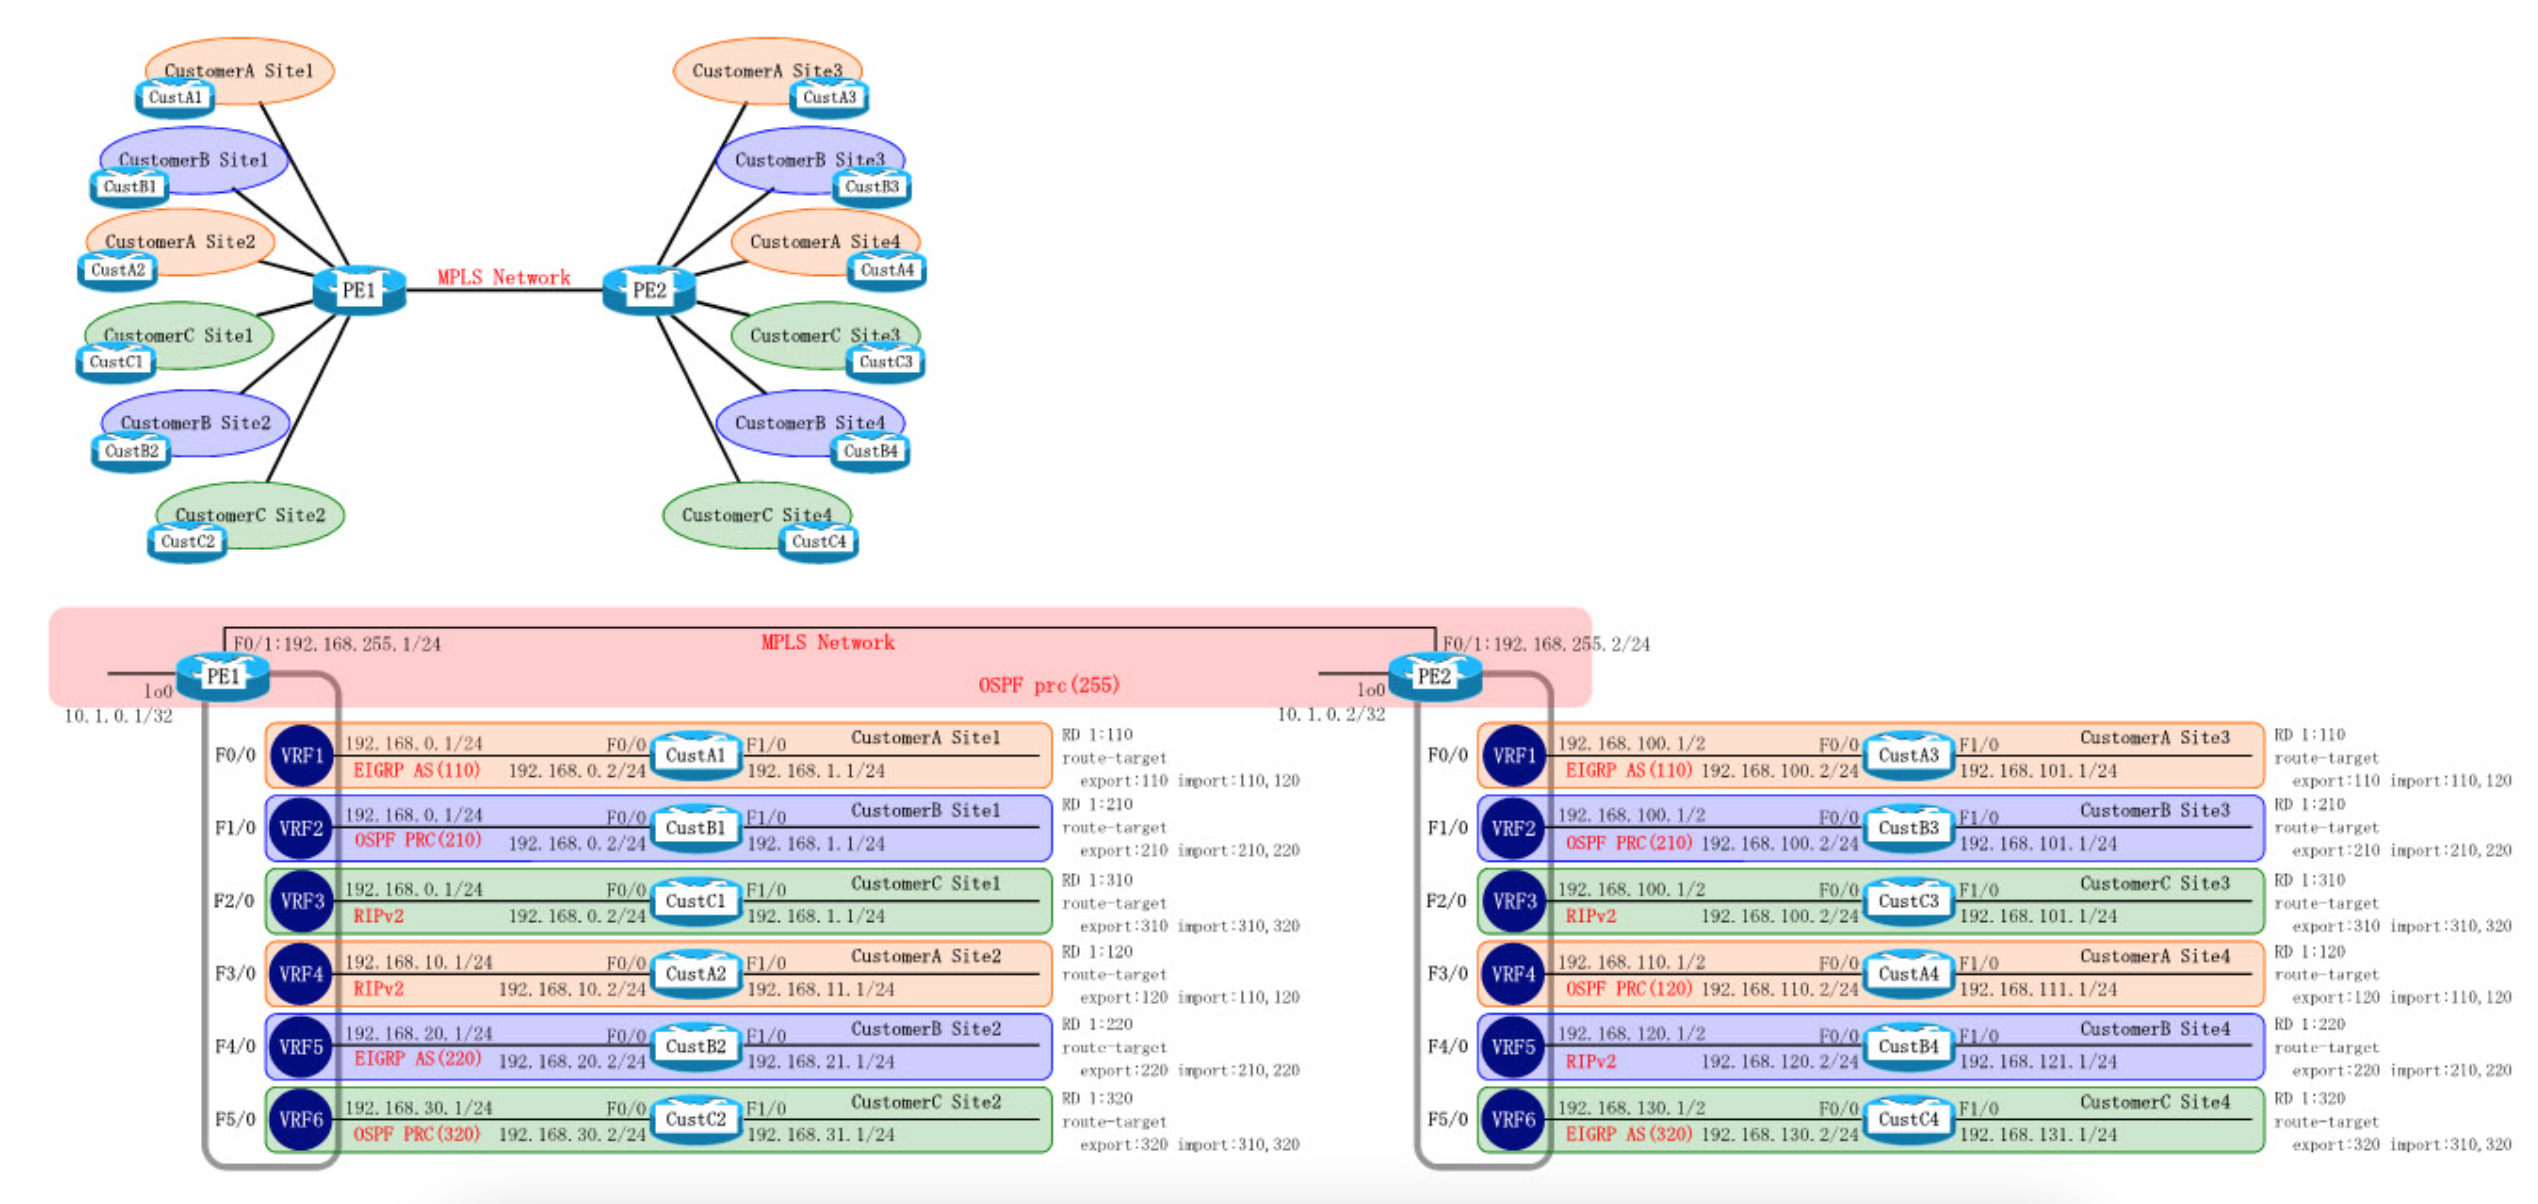 CustomerA Site1
CustA1
CustomerB Site1
CustB1
CustomerA Site2
CustA2
CustomerC Site1
CustC1
CustomerB Site2
CustB2
CustomerC Site2
CustC2
PE1
MPLS Network
PE2
CustomerA Site3
CustA3
CustomerB Site3
CustB3
CustomerA Site4
CustA4
CustomerC Site3
CustC3
CustomerB Site4
CustB4
CustomerC Site4
CustC4
F0/1:192.168.255.1/24
MPLS Network
F0/1:192.168.255.2/24
PE1
OSPF prc(255)
PE2
lo0
10.1.0.1/32
lo0
10.1.0.2/32
F0/0 VRF1 192.168.0.1/24 F0/0 CustA1 F1/0 CustomerA Site1
EIGRP AS(110) 192.168.0.2/24 192.168.1.1/24
RD 1:110
route-target
export:110 import:110,120
F1/0 VRF2 192.168.0.1/24 F0/0 CustB1 F1/0 CustomerB Site1
OSPF PRC(210) 192.168.0.2/24 192.168.1.1/24
RD 1:210
route-target
export:210 import:210,220
F2/0 VRF3 192.168.0.1/24 F0/0 CustC1 F1/0 CustomerC Site1
RIPv2 192.168.0.2/24 192.168.1.1/24
RD 1:310
route-target
export:310 import:310,320
F3/0 VRF4 192.168.10.1/24 F0/0 CustA2 F1/0 CustomerA Site2
RIPv2 192.168.10.2/24 192.168.11.1/24
RD 1:120
route-target
export:120 import:110,120
F4/0 VRF5 192.168.20.1/24 F0/0 CustB2 F1/0 CustomerB Site2
EIGRP AS(220) 192.168.20.2/24 192.168.21.1/24
RD 1:220
route-target
export:220 import:210,220
F5/0 VRF6 192.168.30.1/24 F0/0 CustC2 F1/0 CustomerC Site2
OSPF PRC(320) 192.168.30.2/24 192.168.31.1/24
RD 1:320
route-target
export:320 import:310,320
F0/0 VRF1 192.168.100.1/2 F0/0 CustA3 F1/0 CustomerA Site3
EIGRP AS(110) 192.168.100.2/24 192.168.101.1/24
RD 1:110
route-target
export:110 import:110,120
F1/0 VRF2 192.168.100.1/2 F0/0 CustB3 F1/0 CustomerB Site3
OSPF PRC(210) 192.168.100.2/24 192.168.101.1/24
RD 1:210
route-target
export:210 import:210,220
F2/0 VRF3 192.168.100.1/2 F0/0 CustC3 F1/0 CustomerC Site3
RIPv2 192.168.100.2/24 192.168.101.1/24
RD 1:310
route-target
export:310 import:310,320
F3/0 VRF4 192.168.110.1/2 F0/0 CustA4 F1/0 CustomerA Site4
OSPF PRC(120) 192.168.110.2/24 192.168.111.1/24
RD 1:120
route-target
export:120 import:110,120
F4/0 VRF5 192.168.120.1/2 F0/0 CustB4 F1/0 CustomerB Site4
RIPv2 192.168.120.2/24 192.168.121.1/24
RD 1:220
route-target
export:220 import:210,220
F5/0 VRF6 192.168.130.1/2 F0/0 CustC4 F1/0 CustomerC Site4
EIGRP AS(320) 192.168.130.2/24 192.168.131.1/24
RD 1:320
route-target
export:320 import:310,320